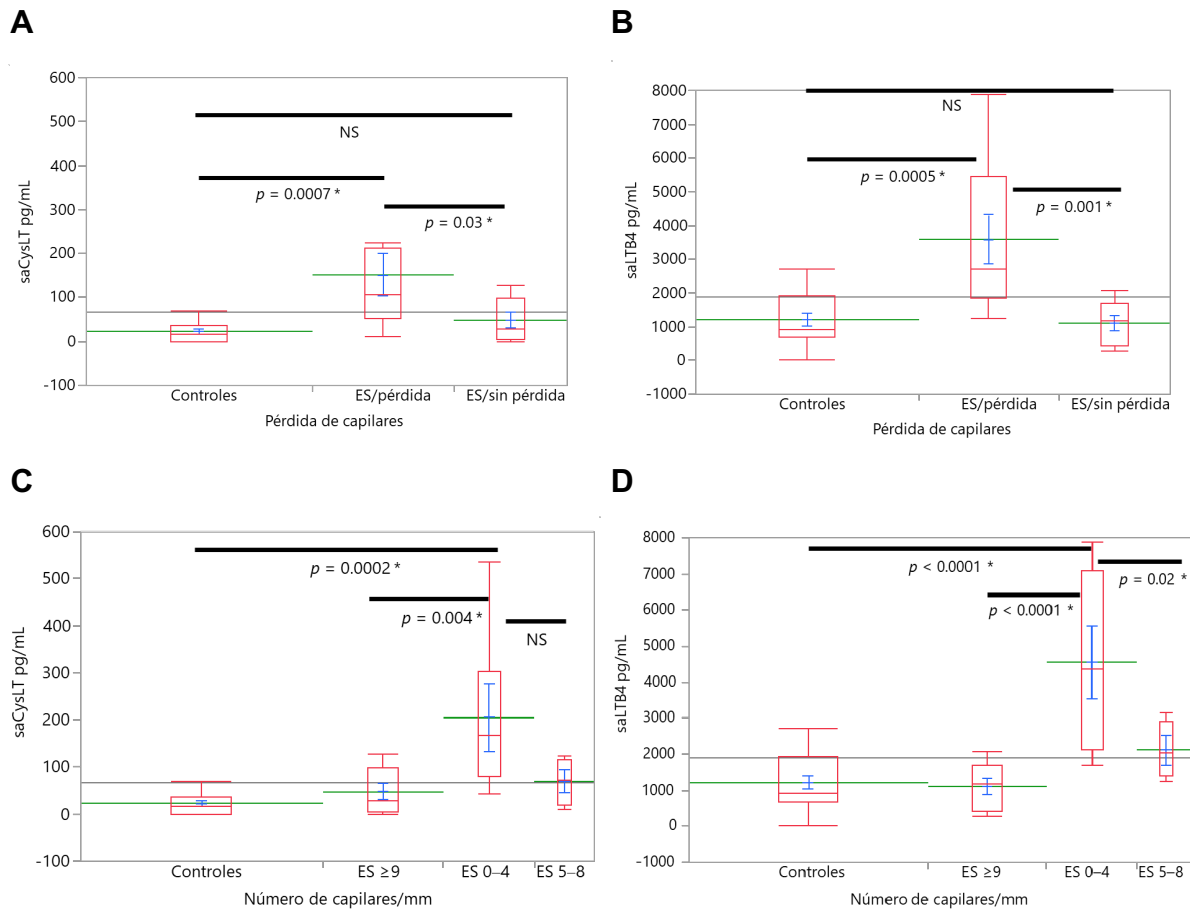 A
600
500
400
300
200
100
0
-100
saCysLT pg/mL
NS
p = 0.0007 *
p = 0.03 *
Controles
ES/pérdida
ES/sin pérdida
Pérdida de capilares
B
8000
7000
6000
5000
4000
3000
2000
1000
0
-1000
saLTB4 pg/mL
NS
p = 0.0005 *
p = 0.001 *
Controles
ES/pérdida
ES/sin pérdida
Pérdida de capilares
C
600
500
400
300
200
100
0
-100
saCysLT pg/mL
p = 0.0002 *
p = 0.004 *
NS
Controles
ES ≥9
ES 0–4
ES 5–8
Número de capilares/mm
D
8000
7000
6000
5000
4000
3000
2000
1000
0
-1000
saLTB4 pg/mL
p < 0.0001 *
p = 0.02 *
p < 0.0001 *
Controles
ES ≥9
ES 0–4
ES 5–8
Número de capilares/mm